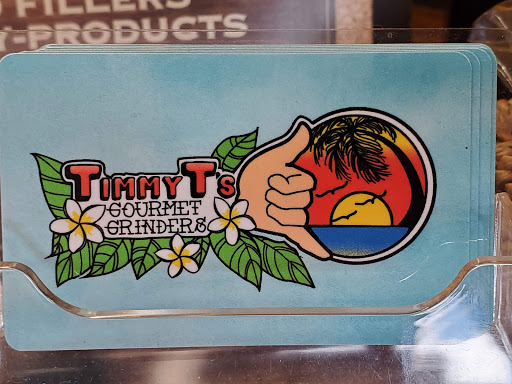 FILLERS
-PRODUCTS
TIMMY T's
GOURMET
GRINDERS